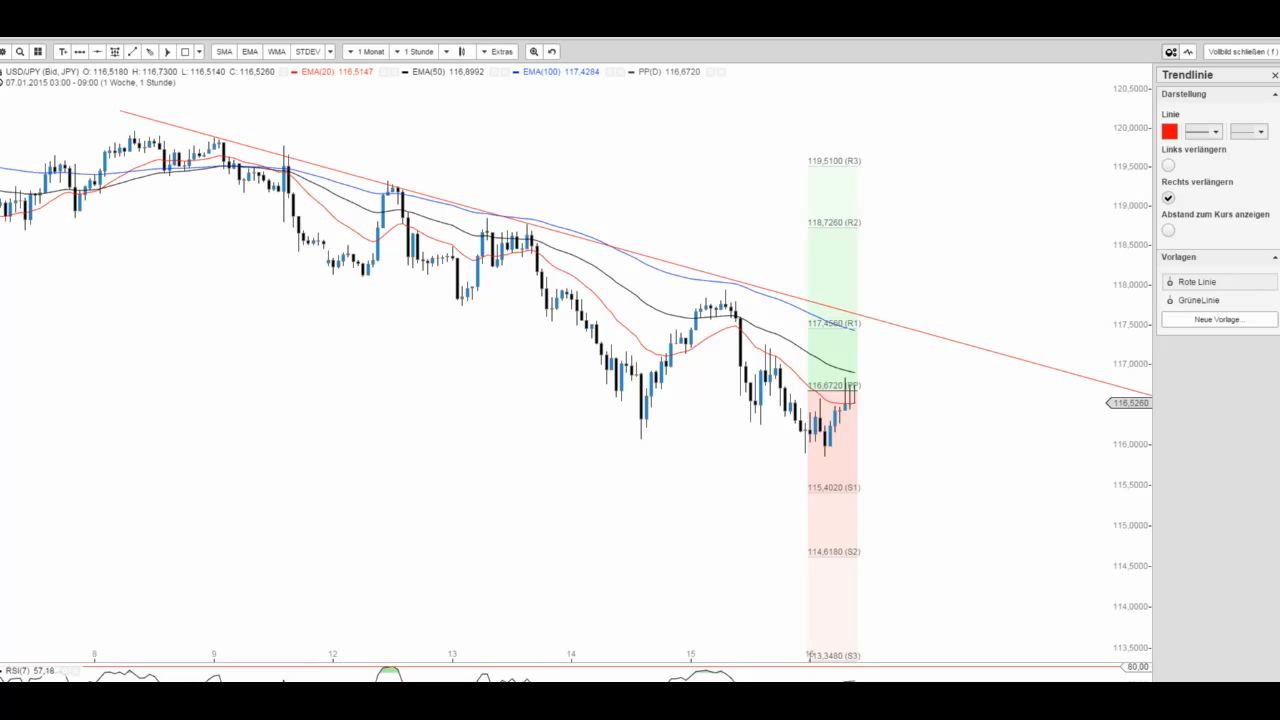 SMA EMA WMA STDEV 1 Monat 1 Stunde Extras Vollbild schließen ( f )
USD/JPY (Bid, JPY) O: 116,5180 H: 116,7300 L: 116,5140 C: 116,5260 EMA(20) 116,5147 EMA(50) 116,8992 EMA(100) 117,4284 PP(D) 116,6720
07.01.2015 03:00 - 09:00 (1 Woche, 1 Stunde)
Trendlinie
Darstellung
Linie
Links verlängern
Rechts verlängern
Abstand zum Kurs anzeigen
Vorlagen
Rote Linie
GrüneLinie
Neue Vorlage...
120,5000
120,0000
119,5000
119,0000
118,5000
118,0000
117,5000
117,0000
116,5260
116,0000
115,5000
115,0000
114,5000
114,0000
113,5000
119,5100 (R3)
118,7260 (R2)
117,4560 (R1)
116,6720 (PP)
115,4020 (S1)
114,6180 (S2)
113,3480 (S3)
8 9 12 13 14 15 16
RSI(7) 57,18
80,00